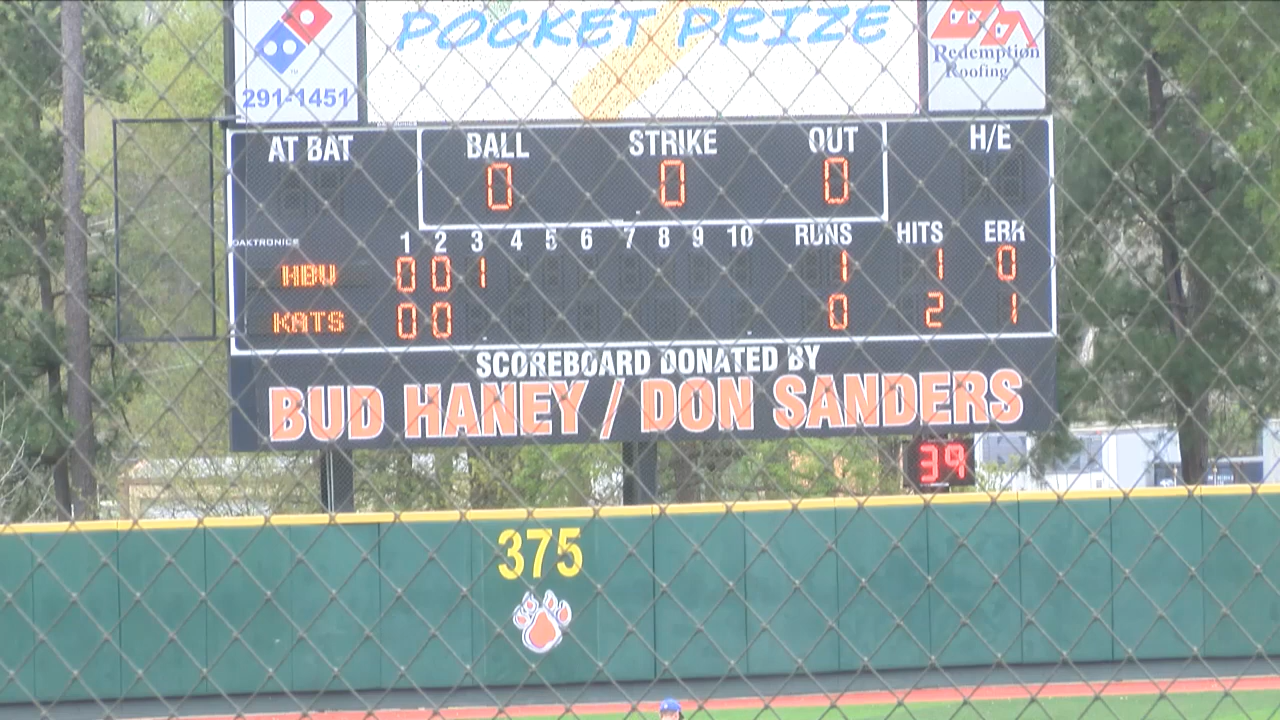 POCKET PRIZE
291-1451
Redemption
Roofing
AT BAT BALL STRIKE OUT H/E
0 0 0
DAKTRONICS 1 2 3 4 5 6 7 8 9 10 RUNS HITS ERR
HBU 0 0 1 1 1 0
KATS 0 0 0 2 1
SCOREBOARD DONATED BY
BUD HANEY / DON SANDERS
39
375